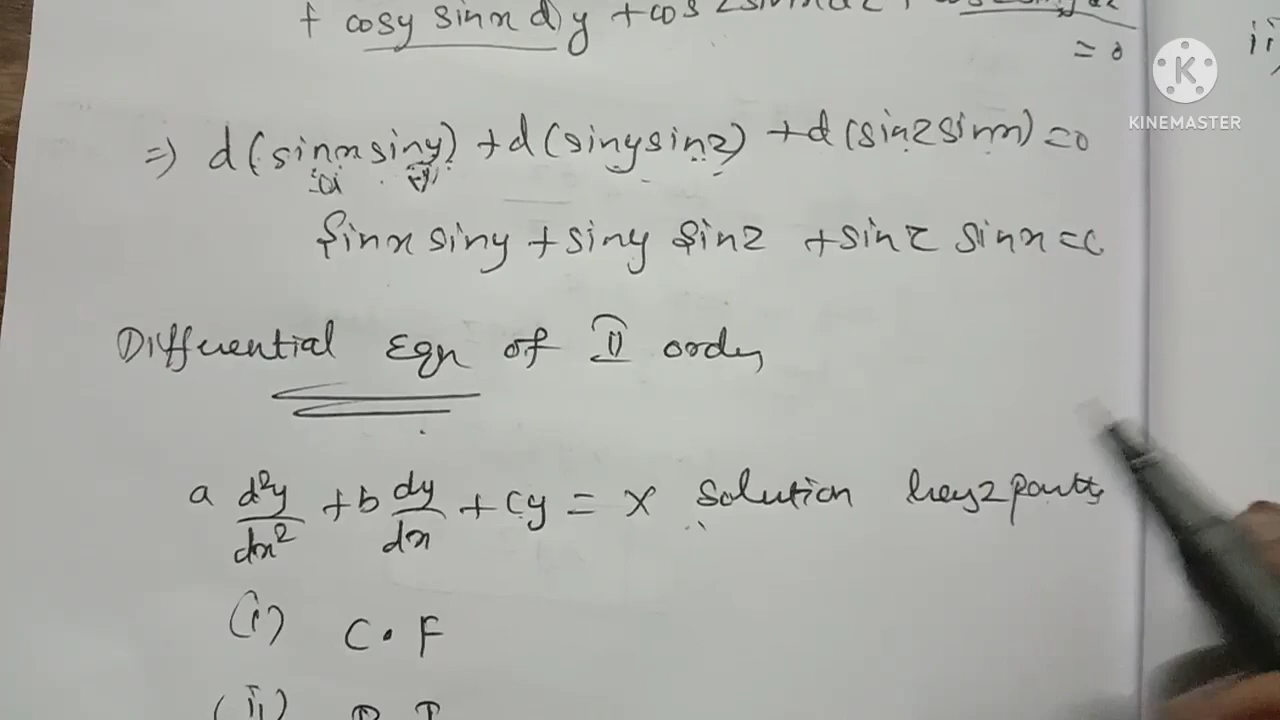 + cosy sinx dy + cos
= 0
KINEMASTER
ii
⇒ d(sinx siny) + d(siny sinz) + d(sinz sinx) = 0
Sinx siny + siny Sinz + sinz sinx = c
Differential Eqn of II order
a d²y/dx² + b dy/dx + cy = X Solution has 2 parts
(i) C.F
(ii) P.I